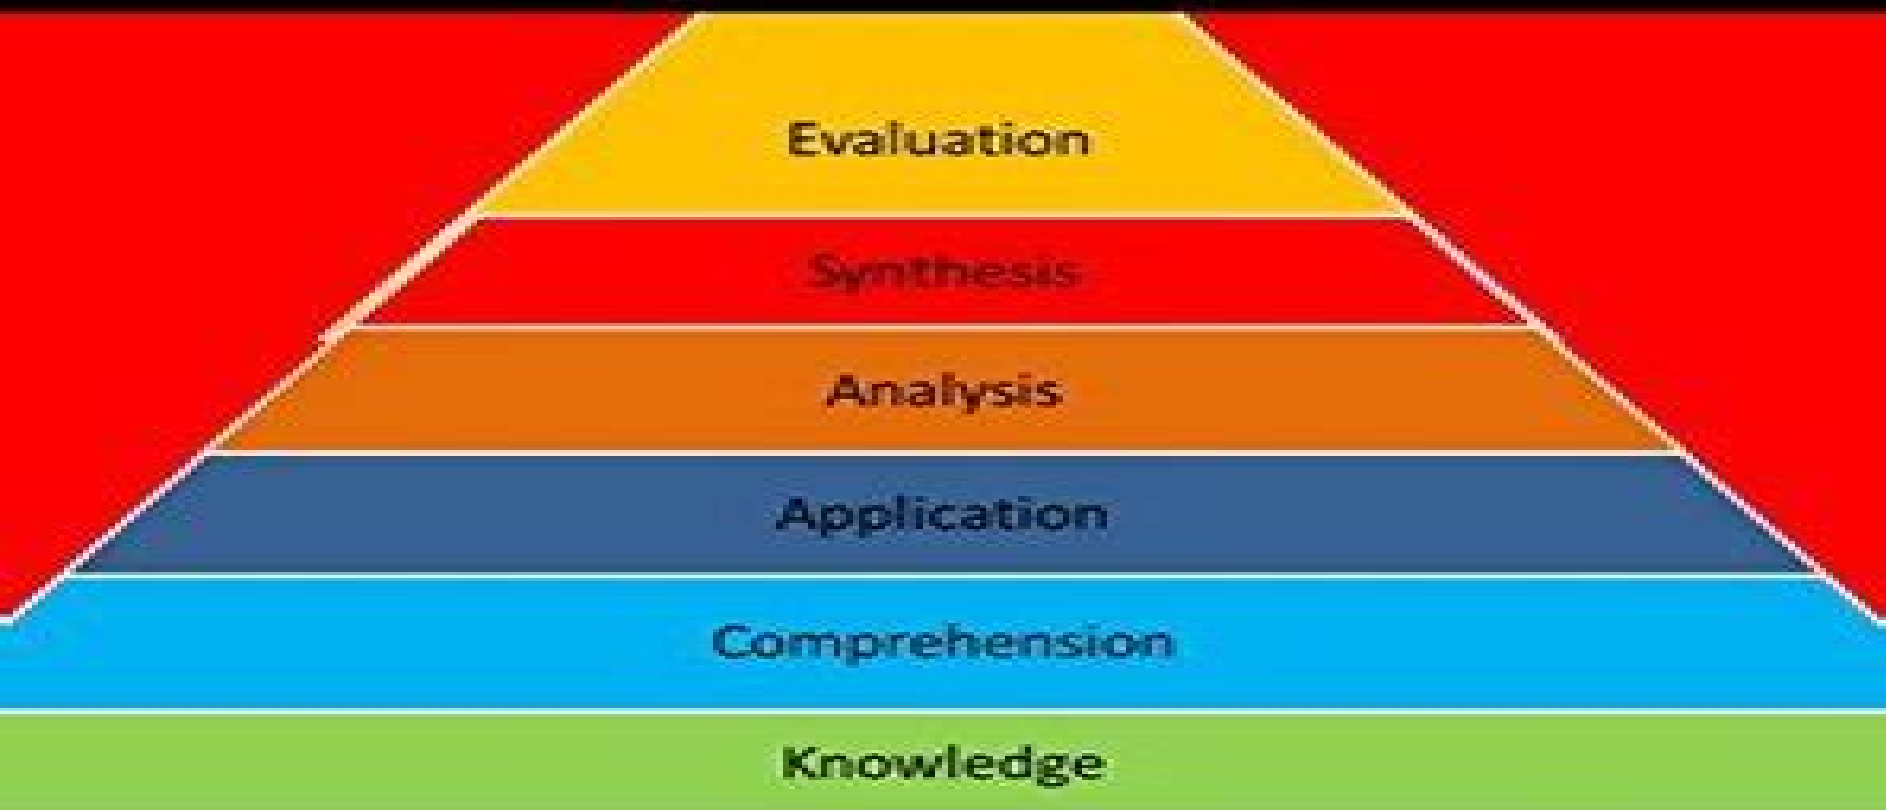 Evaluation
Synthesis
Analysis
Application
Comprehension
Knowledge